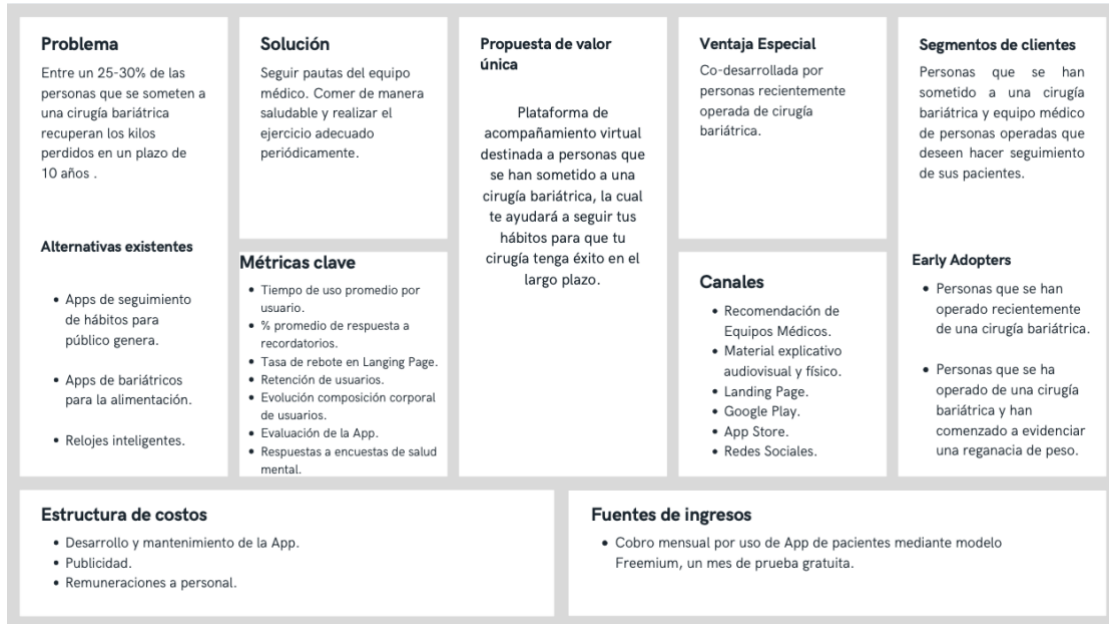 Problema
Entre un 25-30% de las
personas que se someten a
una cirugía bariátrica
recuperan los kilos
perdidos en un plazo de
10 años .
Alternativas existentes
• Apps de seguimiento
de hábitos para
público genera.
• Apps de bariátricos
para la alimentación.
• Relojes inteligentes.
Solución
Seguir pautas del equipo
médico. Comer de manera
saludable y realizar el
ejercicio adecuado
periódicamente.
Métricas clave
• Tiempo de uso promedio por
usuario.
• % promedio de respuesta a
recordatorios.
• Tasa de rebote en Langing Page.
• Retención de usuarios.
• Evolución composición corporal
de usuarios.
• Evaluación de la App.
• Respuestas a encuestas de salud
mental.
Propuesta de valor
única
Plataforma de
acompañamiento virtual
destinada a personas que
se han sometido a una
cirugía bariátrica, la cual
te ayudará a seguir tus
hábitos para que tu
cirugía tenga éxito en el
largo plazo.
Ventaja Especial
Co-desarrollada por
personas recientemente
operada de cirugía
bariátrica.
Canales
• Recomendación de
Equipos Médicos.
• Material explicativo
audiovisual y físico.
• Landing Page.
• Google Play.
• App Store.
• Redes Sociales.
Segmentos de clientes
Personas que se han
sometido a una cirugía
bariátrica y equipo médico
de personas operadas que
deseen hacer seguimiento
de sus pacientes.
Early Adopters
• Personas que se han
operado recientemente
de una cirugía bariátrica.
• Personas que se ha
operado de una cirugía
bariátrica y han
comenzado a evidenciar
una reganacia de peso.
Estructura de costos
• Desarrollo y mantenimiento de la App.
• Publicidad.
• Remuneraciones a personal.
Fuentes de ingresos
• Cobro mensual por uso de App de pacientes mediante modelo
Freemium, un mes de prueba gratuita.